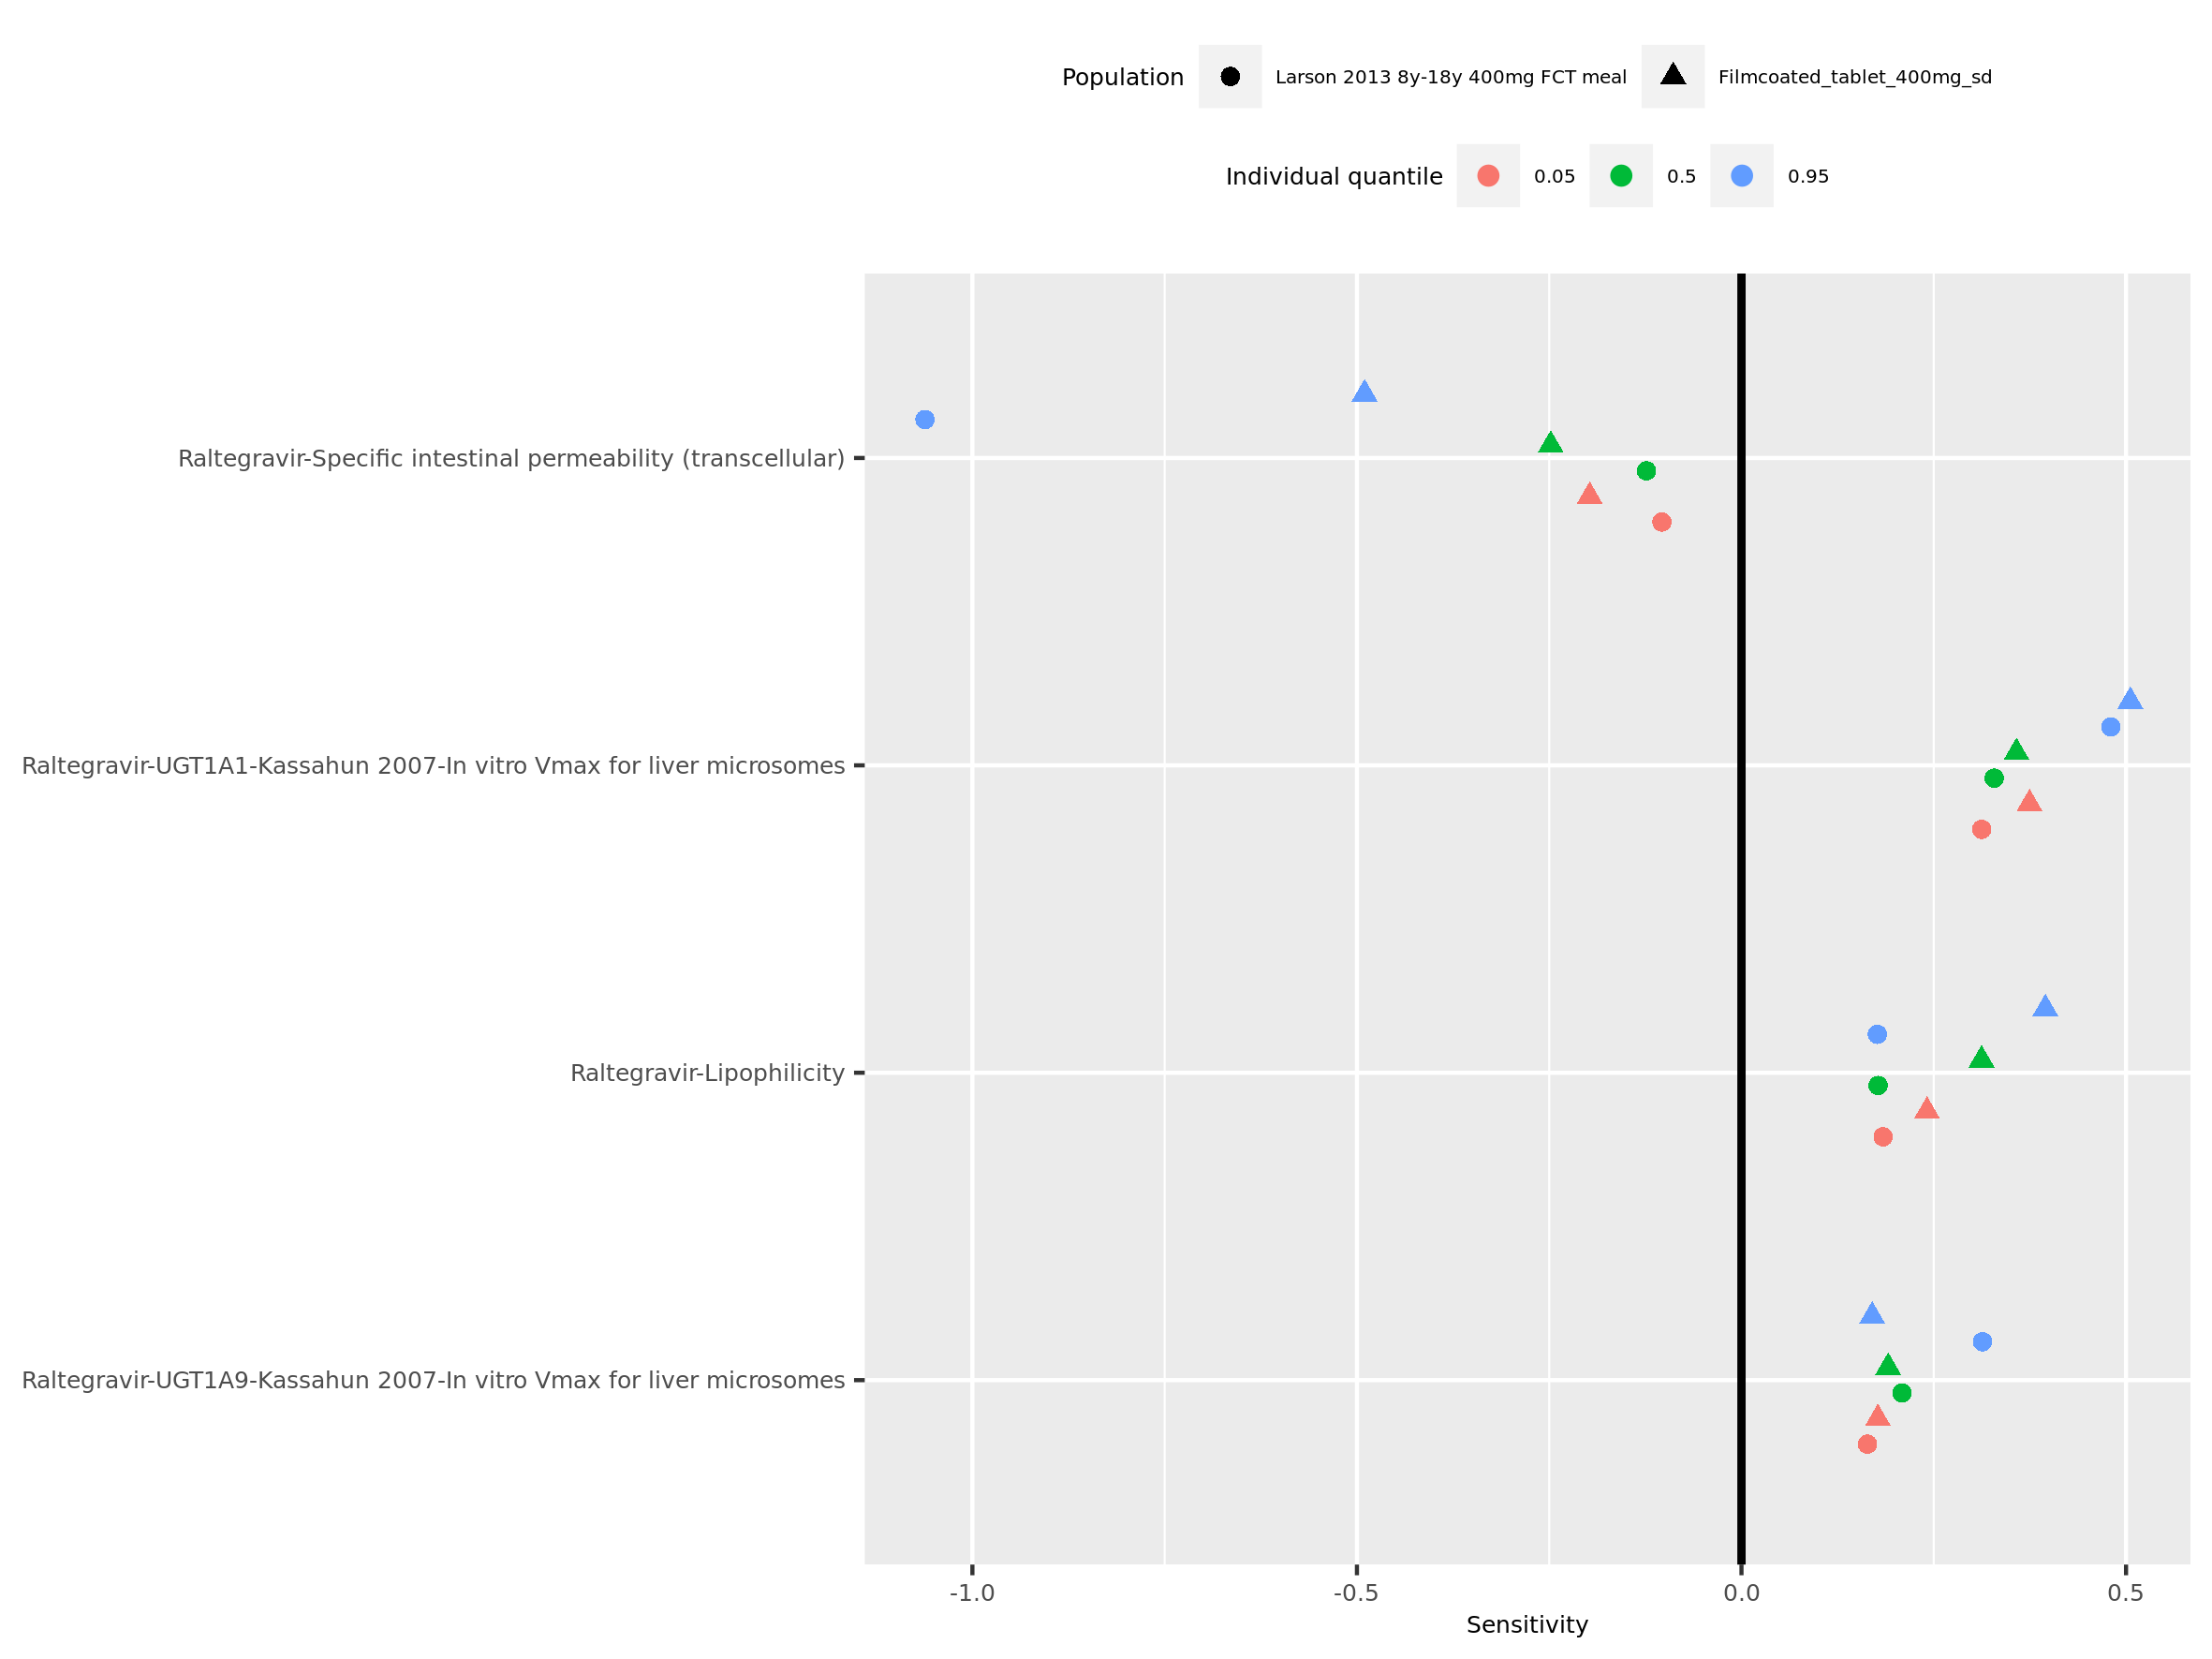 Population Larson 2013 8y-18y 400mg FCT meal Filmcoated_tablet_400mg_sd
Individual quantile 0.05 0.5 0.95
Raltegravir-Specific intestinal permeability (transcellular)
Raltegravir-UGT1A1-Kassahun 2007-In vitro Vmax for liver microsomes
Raltegravir-Lipophilicity
Raltegravir-UGT1A9-Kassahun 2007-In vitro Vmax for liver microsomes
-1.0 -0.5 0.0 0.5
Sensitivity